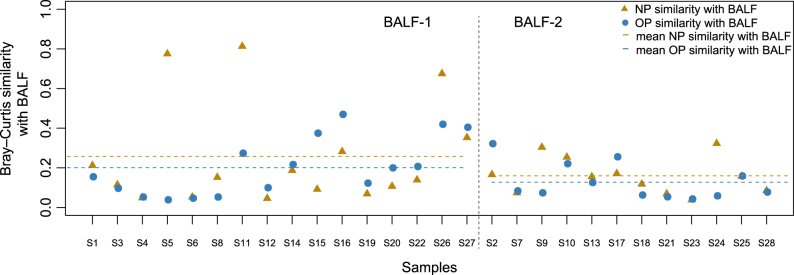 BALF-1
BALF-2
NP similarity with BALF
OP similarity with BALF
mean NP similarity with BALF
mean OP similarity with BALF
Bray–Curtis similarity
with BALF
1.0
0.8
0.6
0.4
0.2
0.0
S1 S3 S4 S5 S6 S8 S11 S12 S14 S15 S16 S19 S20 S22 S26 S27 S2 S7 S9 S10 S13 S17 S18 S21 S23 S24 S25 S28
Samples